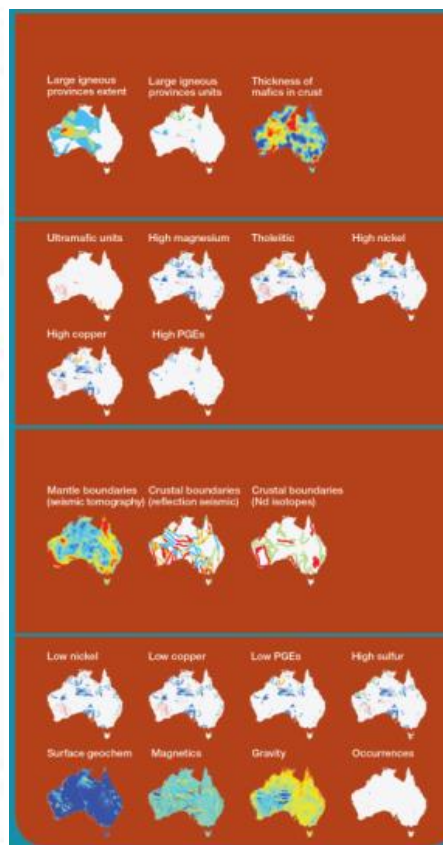 Large igneous
provinces extent
Large igneous
provinces units
Thickness of
mafics in crust
Ultramafic units
High magnesium
Tholeiitic
High nickel
High copper
High PGEs
Mantle boundaries
(seismic tomography)
Crustal boundaries
(reflection seismic)
Crustal boundaries
(Nd isotopes)
Low nickel
Low copper
Low PGEs
High sulfur
Surface geochem
Magnetics
Gravity
Occurrences